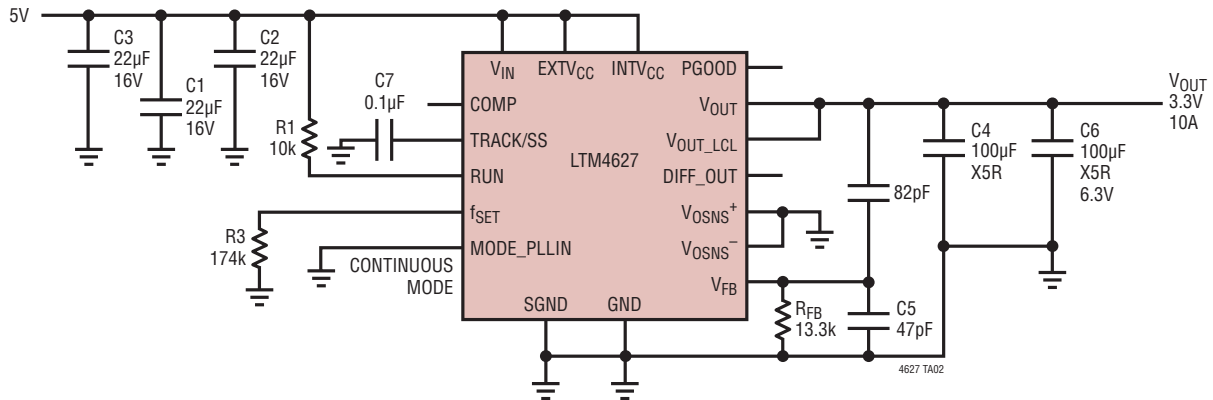 5V
C3
22µF
16V
C1
22µF
16V
C2
22µF
16V
R1
10k
C7
0.1µF
R3
174k
CONTINUOUS
MODE
VIN
EXTVCC
INTVCC
PGOOD
COMP
VOUT
TRACK/SS
VOUT_LCL
LTM4627
RUN
DIFF_OUT
fSET
VOSNS+
MODE_PLLIN
VOSNS–
VFB
SGND
GND
82pF
RFB
13.3k
C5
47pF
C4
100µF
X5R
C6
100µF
X5R
6.3V
VOUT
3.3V
10A
4627 TA02